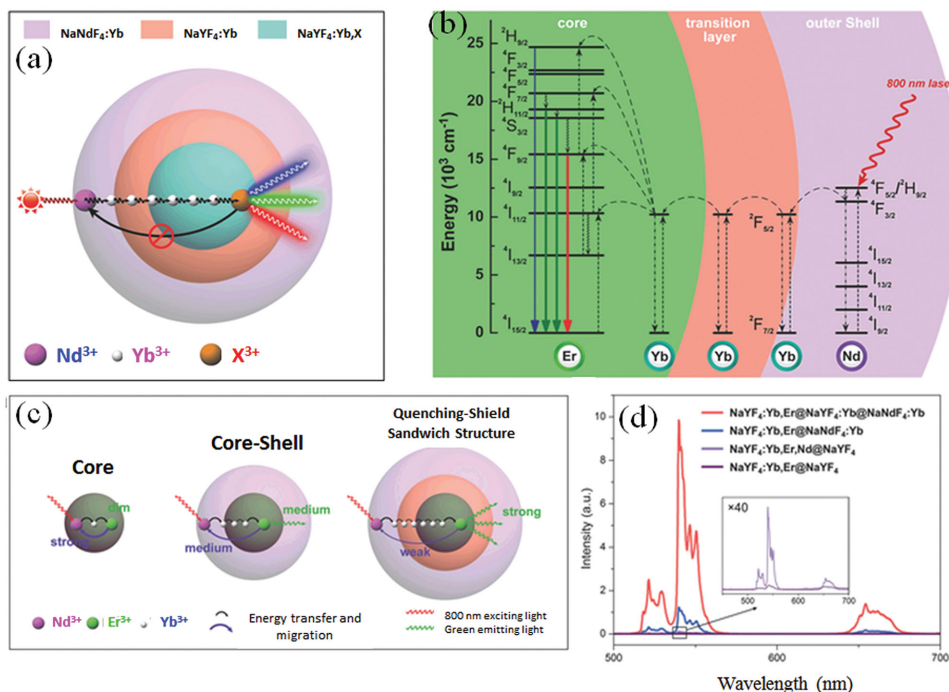 NaNdF₄:Yb
NaYF₄:Yb
NaYF₄:Yb,X
(a)
Nd³⁺
Yb³⁺
X³⁺
(b)
core
transition
layer
outer Shell
800 nm lase
Energy (10³ cm⁻¹)
25
20
15
10
5
0
²H₉/₂
⁴F₃/₂
⁴F₅/₂
⁴F₇/₂
²H₁₁/₂
⁴S₃/₂
⁴F₉/₂
⁴I₉/₂
⁴I₁₁/₂
⁴I₁₃/₂
⁴I₁₅/₂
²F₅/₂
²F₇/₂
⁴F₅/₂/²H₉/₂
⁴F₃/₂
⁴I₁₅/₂
⁴I₁₃/₂
⁴I₁₁/₂
⁴I₉/₂
Er
Yb
Yb
Yb
Nd
(c)
Core
Core-Shell
Quenching-Shield
Sandwich Structure
dim
strong
medium
medium
strong
weak
Nd³⁺
Er³⁺
Yb³⁺
Energy transfer and
migration
800 nm exciting light
Green emitting light
(d)
NaYF₄:Yb,Er@NaYF₄:Yb@NaNdF₄:Yb
NaYF₄:Yb,Er@NaNdF₄:Yb
NaYF₄:Yb,Er,Nd@NaYF₄
NaYF₄:Yb,Er@NaYF₄
Intensity (a.u.)
10
8
6
4
2
0
×40
500
600
700
500
600
700
Wavelength (nm)